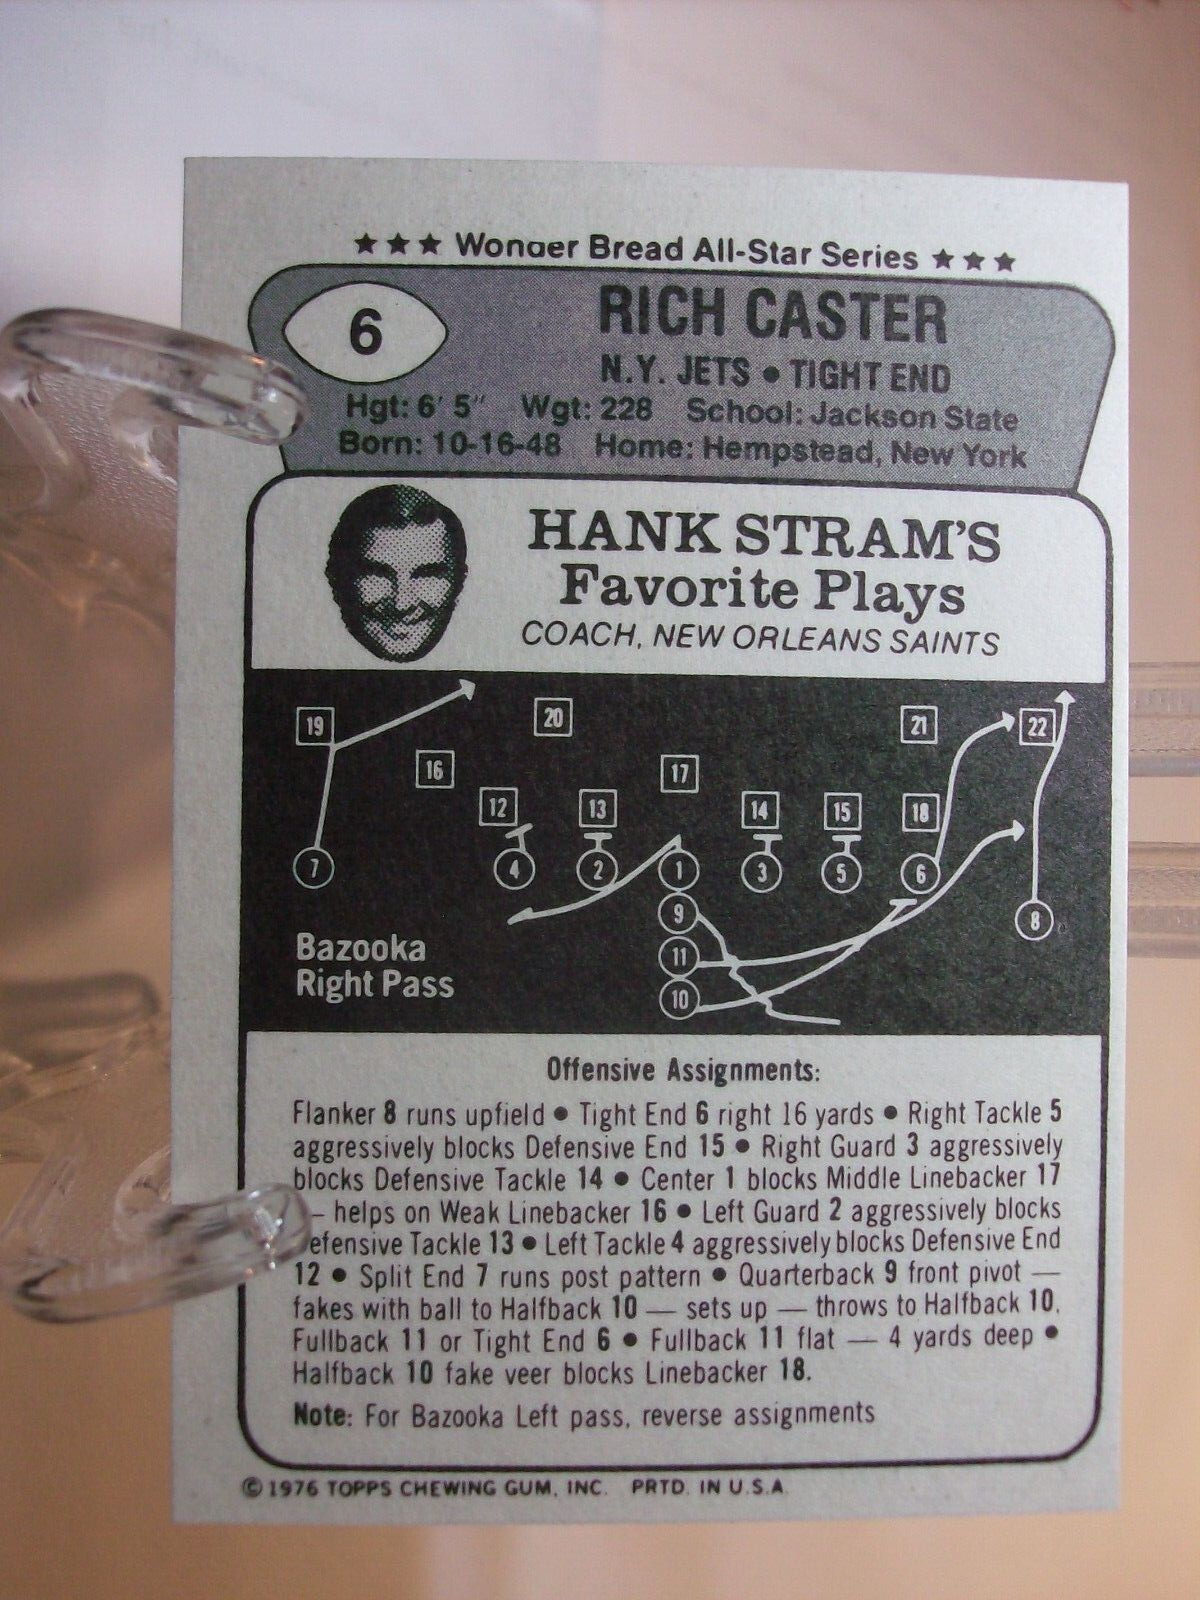 ★ ★ ★ Wonder Bread All-Star Series ★ ★ ★
6
RICH CASTER
N.Y. JETS • TIGHT END
Hgt: 6' 5" Wgt: 228 School: Jackson State
Born: 10-16-48 Home: Hempstead, New York
HANK STRAM'S
Favorite Plays
COACH, NEW ORLEANS SAINTS
19 20 21 22
16 17
12 13 14 15 18
7 4 2 1 3 5 6
9 8
11
10
Bazooka
Right Pass
Offensive Assignments:
Flanker 8 runs upfield • Tight End 6 right 16 yards • Right Tackle 5
aggressively blocks Defensive End 15 • Right Guard 3 aggressively
blocks Defensive Tackle 14 • Center 1 blocks Middle Linebacker 17
— helps on Weak Linebacker 16 • Left Guard 2 aggressively blocks
Defensive Tackle 13 • Left Tackle 4 aggressively blocks Defensive End
12 • Split End 7 runs post pattern • Quarterback 9 front pivot —
fakes with ball to Halfback 10 — sets up — throws to Halfback 10,
Fullback 11 or Tight End 6 • Fullback 11 flat — 4 yards deep •
Halfback 10 fake veer blocks Linebacker 18.
Note: For Bazooka Left pass, reverse assignments
© 1976 TOPPS CHEWING GUM, INC. PRTD. IN U.S.A.